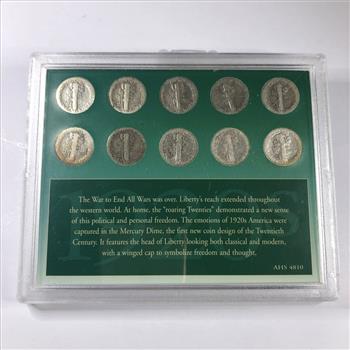 The War to End All Wars was over. Liberty's reach extended throughout
the western world. At home, the "roaring Twenties" demonstrated a new sense
of this political and personal freedom. The emotions of 1920s America were
captured in the Mercury Dime, the first new coin design of the Twentieth
Century. It features the head of Liberty looking both classical and modern,
with a winged cap to symbolize freedom and thought.
AHS 4810